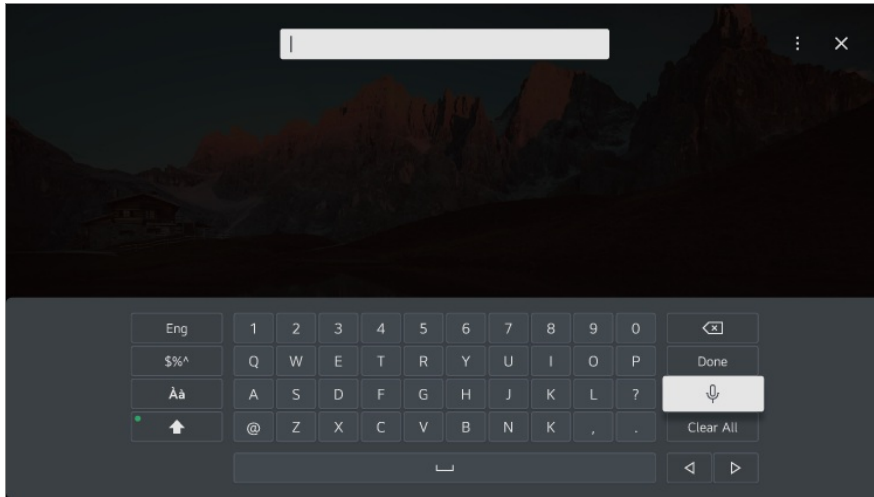 Eng 1 2 3 4 5 6 7 8 9 0
$%^ Q W E T R Y U I O P Done
Àà A S D F G H J K L ?
@ Z X C V B N K , . Clear All